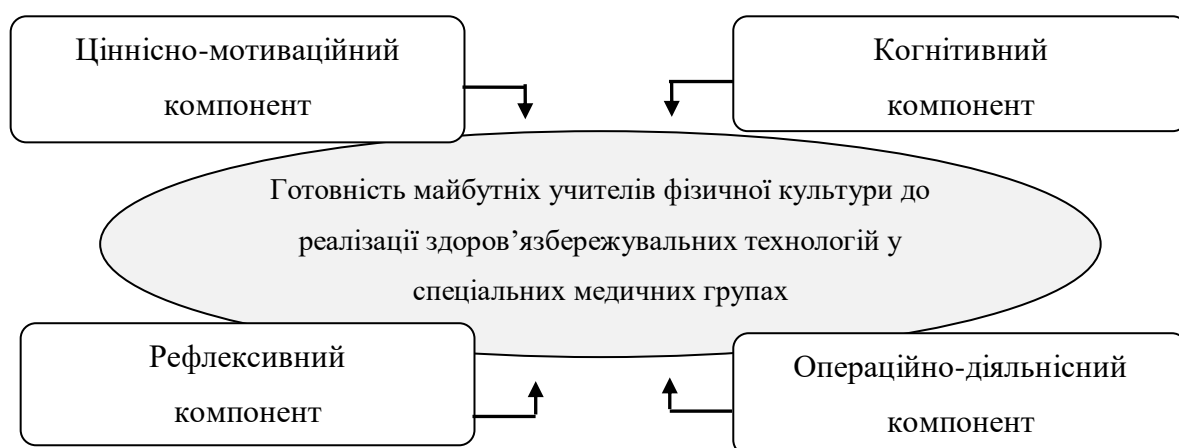 Ціннісно-мотиваційний
компонент
Когнітивний
компонент
Готовність майбутніх учителів фізичної культури до
реалізації здоров’язбережувальних технологій у
спеціальних медичних групах
Рефлексивний
компонент
Операційно-діяльнісний
компонент